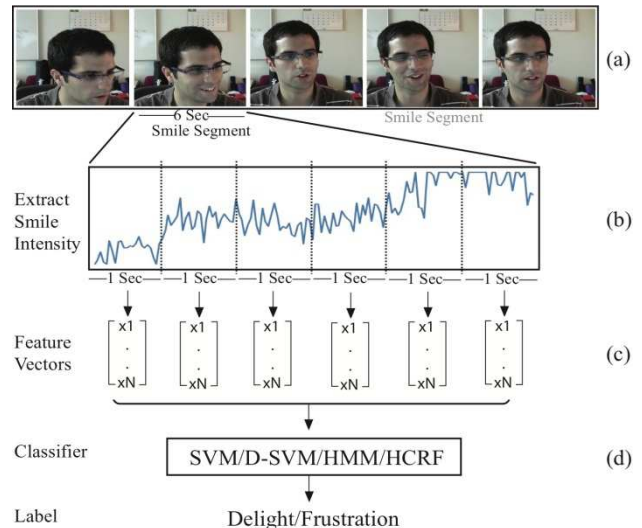 (a)
6 Sec
Smile Segment
Smile Segment
Extract
Smile
Intensity
(b)
1 Sec 1 Sec 1 Sec 1 Sec 1 Sec 1 Sec
Feature
Vectors
x1 x1 x1 x1 x1 x1
. . . . . .
. . . . . .
xN xN xN xN xN xN
(c)
Classifier
SVM/D-SVM/HMM/HCRF
(d)
Label
Delight/Frustration